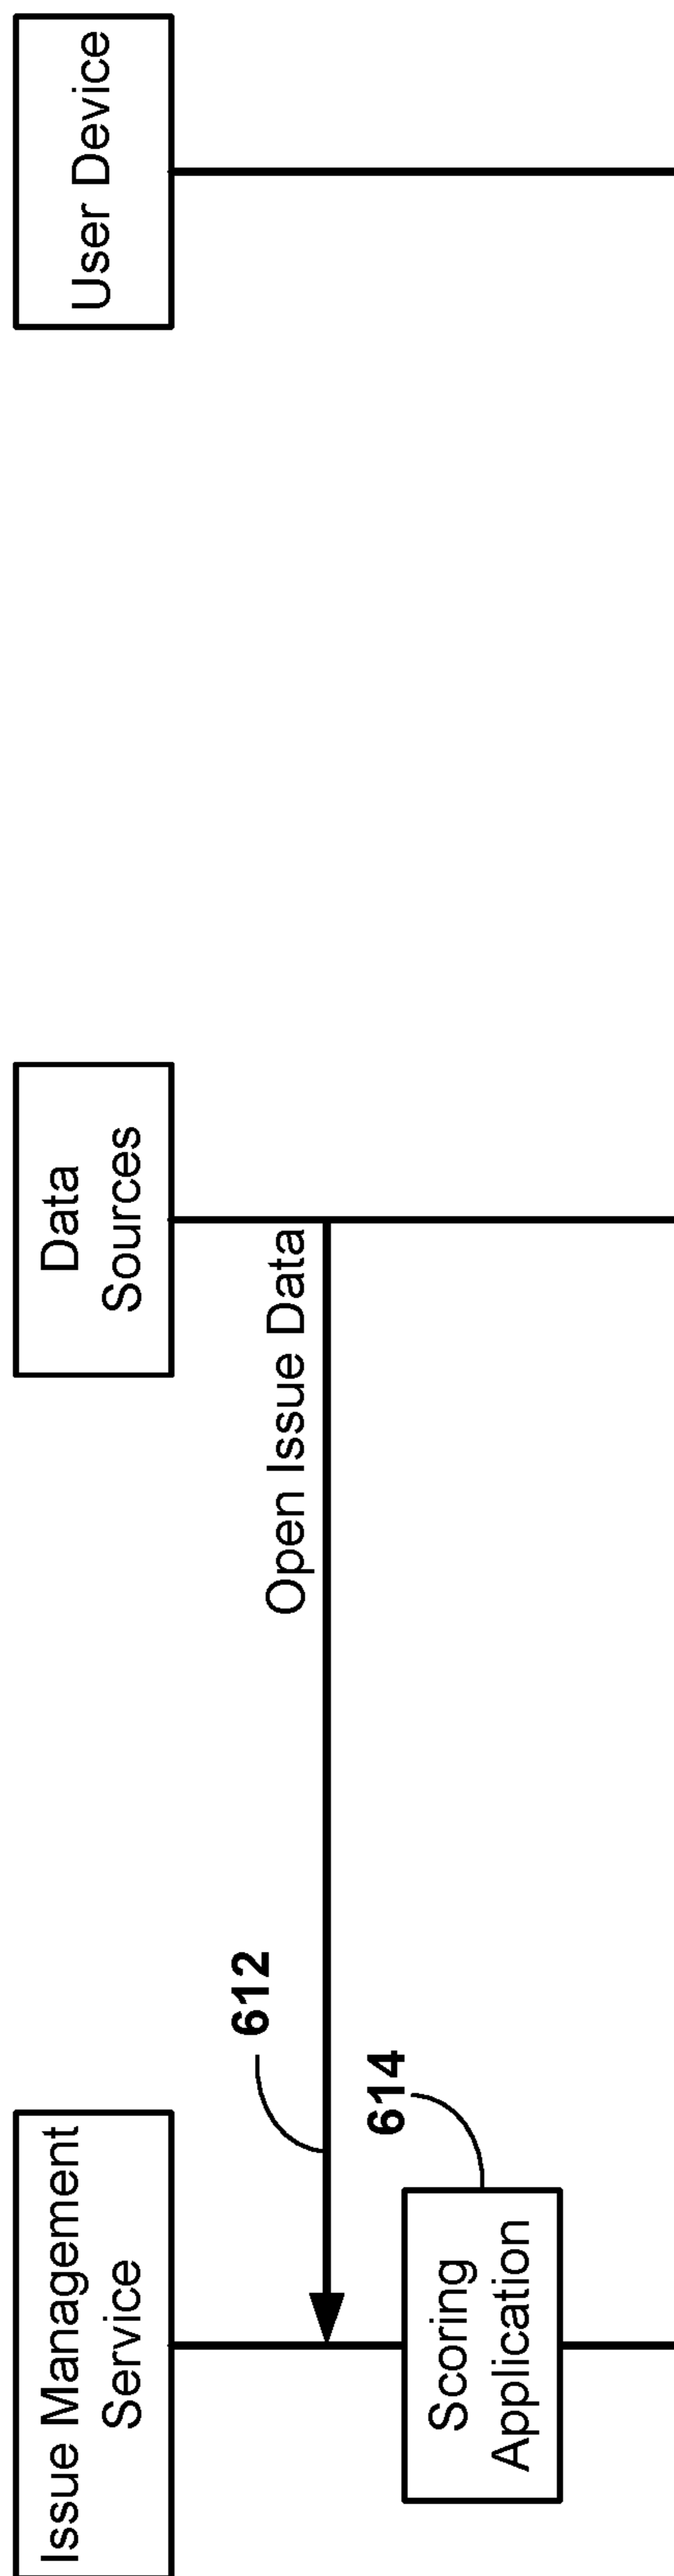 Issue Management
Service
Data
Sources
User Device
612
Open Issue Data
614
Scoring
Application